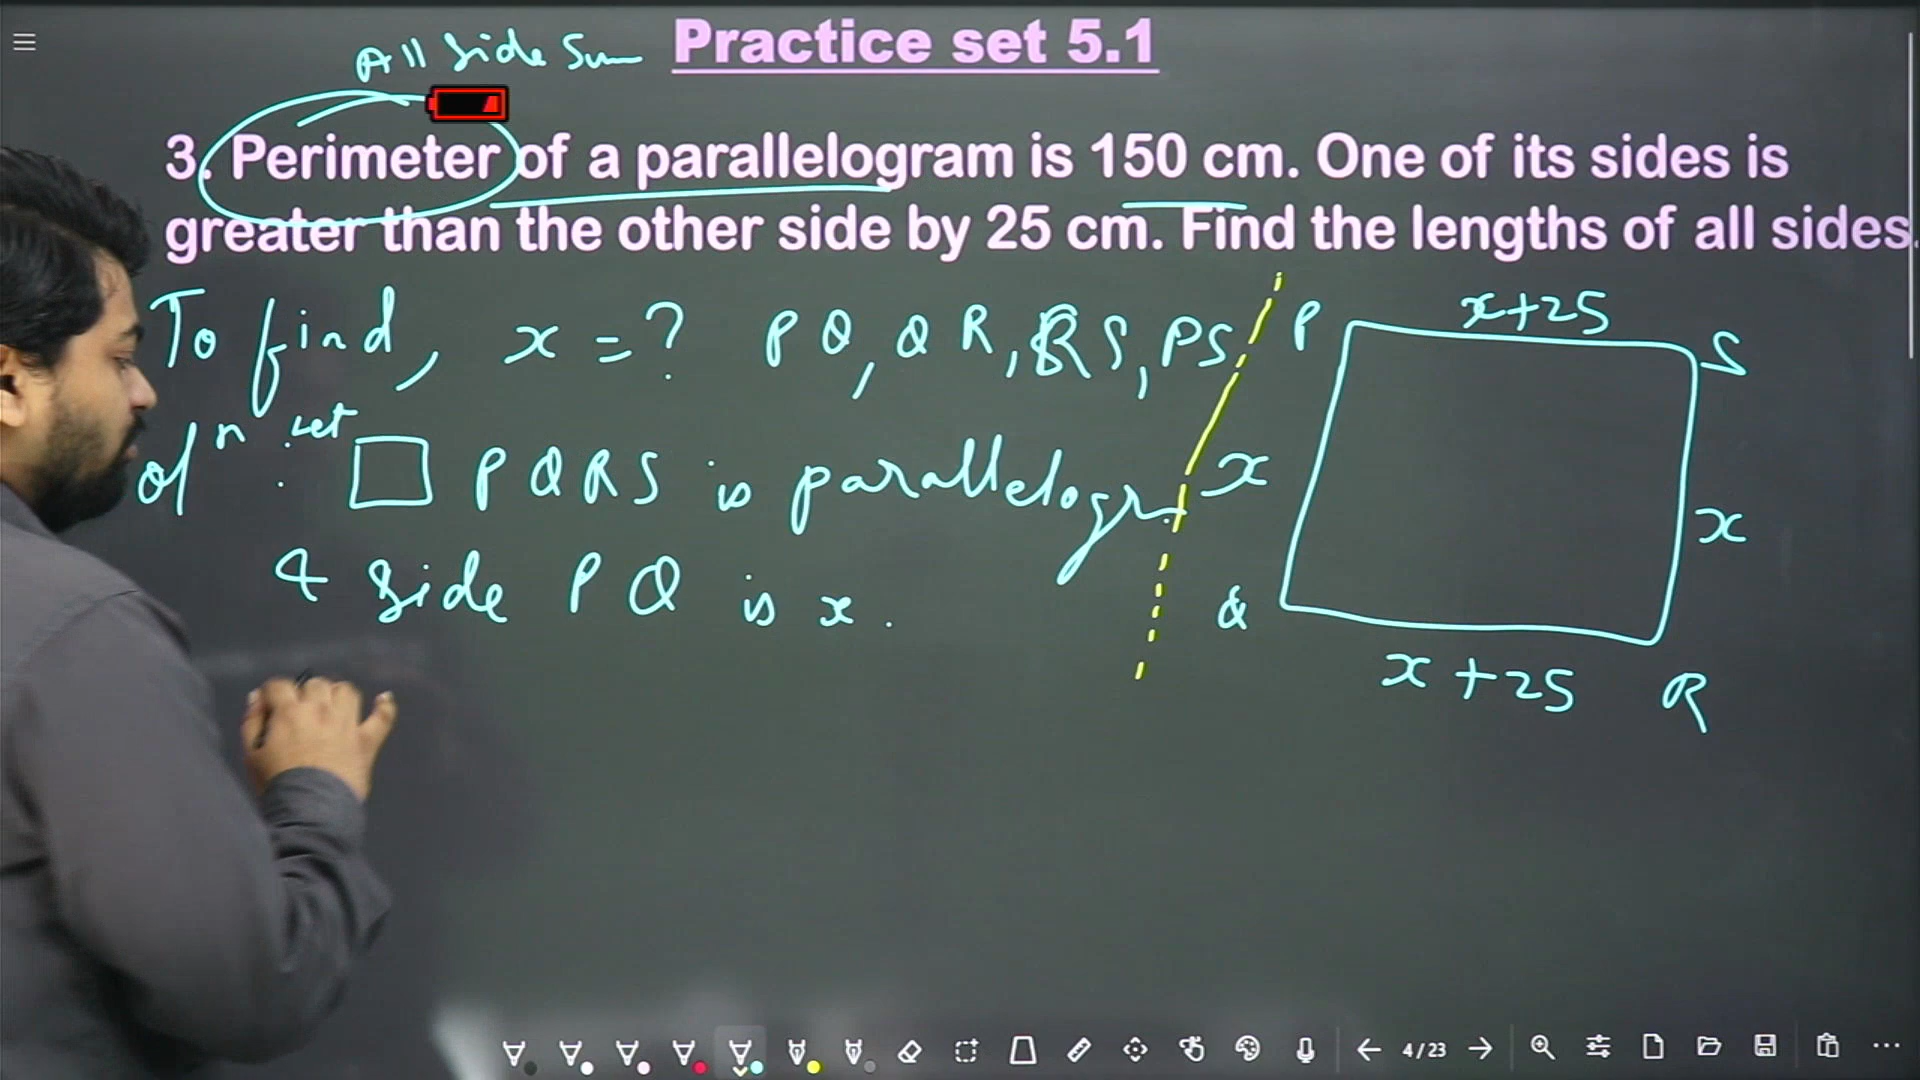 All side Sum
Practice set 5.1
3. Perimeter of a parallelogram is 150 cm. One of its sides is
greater than the other side by 25 cm. Find the lengths of all sides.
To find, x = ? PQ, QR, RS, PS
let
□ PQRS is parallelogr
& side PQ is x.
x+25
P
S
x
x
Q
x+25
R
4/23